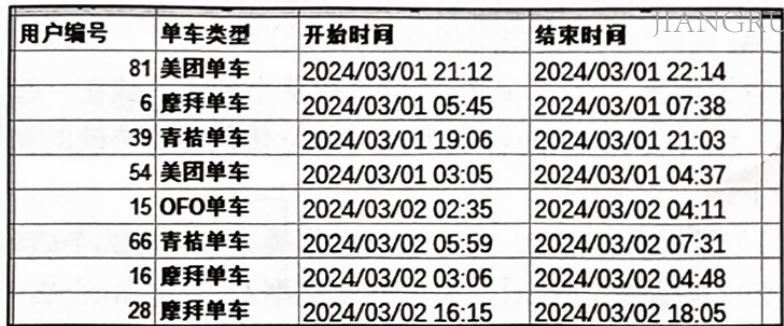 JIANGRU
用户编号 单车类型 开始时间 结束时间
81 美团单车 2024/03/01 21:12 2024/03/01 22:14
6 摩拜单车 2024/03/01 05:45 2024/03/01 07:38
39 青桔单车 2024/03/01 19:06 2024/03/01 21:03
54 美团单车 2024/03/01 03:05 2024/03/01 04:37
15 OFO单车 2024/03/02 02:35 2024/03/02 04:11
66 青桔单车 2024/03/02 05:59 2024/03/02 07:31
16 摩拜单车 2024/03/02 03:06 2024/03/02 04:48
28 摩拜单车 2024/03/02 16:15 2024/03/02 18:05